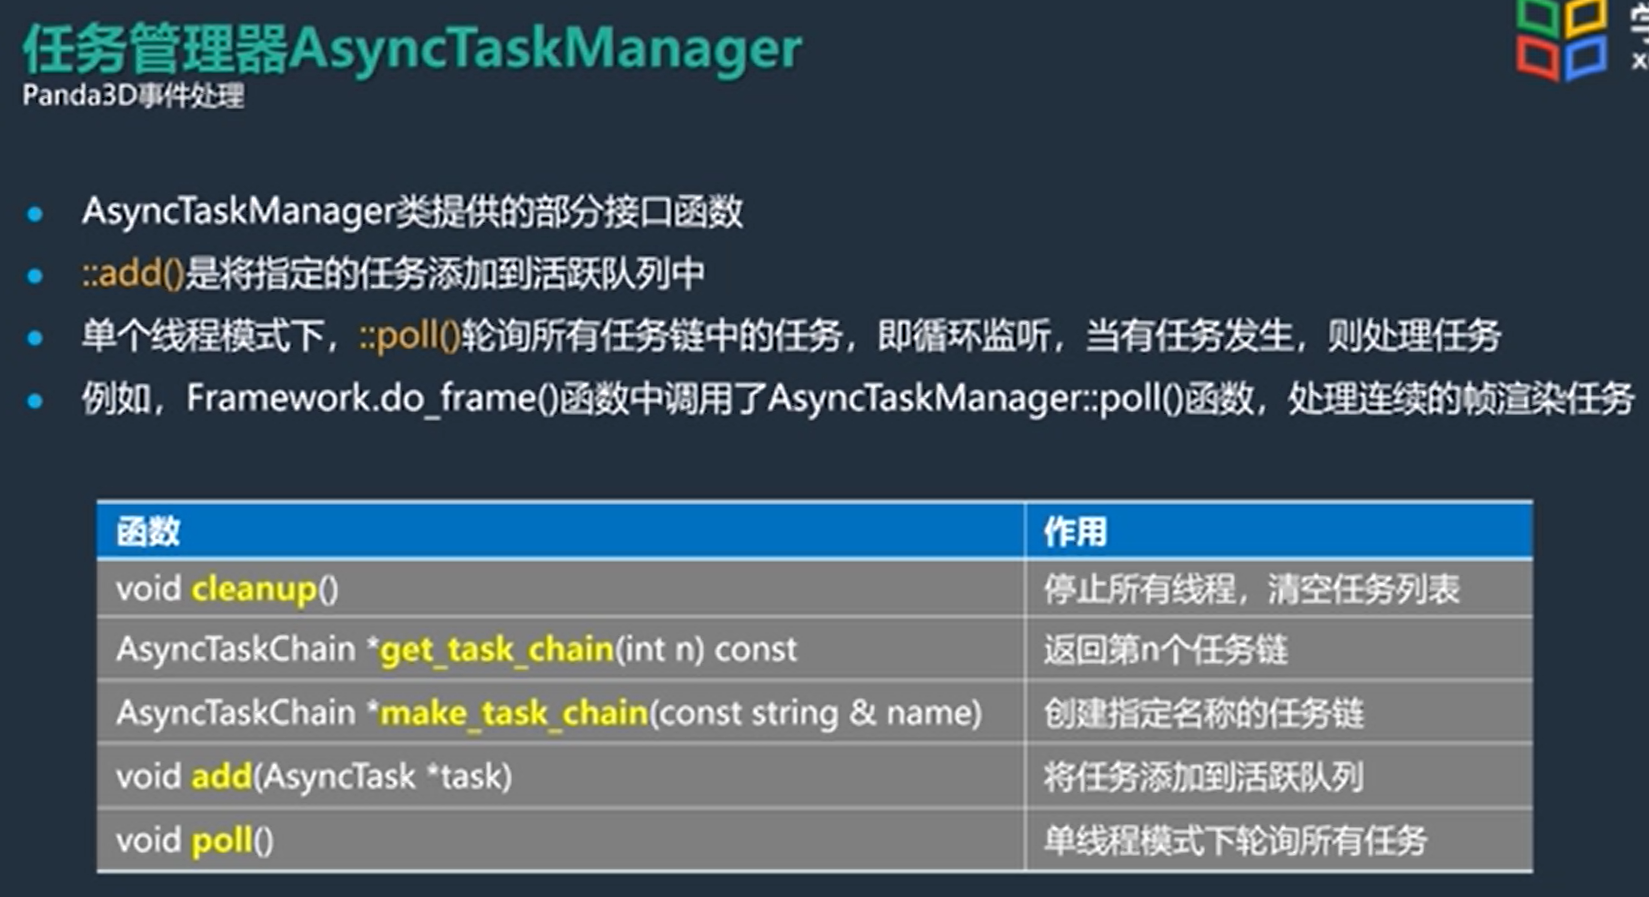 任务管理器AsyncTaskManager
Panda3D事件处理
AsyncTaskManager类提供的部分接口函数
::add()是将指定的任务添加到活跃队列中
单个线程模式下，::poll()轮询所有任务链中的任务，即循环监听，当有任务发生，则处理任务
例如，Framework.do_frame()函数中调用了AsyncTaskManager::poll()函数，处理连续的帧渲染任务
函数 作用
void cleanup() 停止所有线程，清空任务列表
AsyncTaskChain *get_task_chain(int n) const 返回第n个任务链
AsyncTaskChain *make_task_chain(const string & name) 创建指定名称的任务链
void add(AsyncTask *task) 将任务添加到活跃队列
void poll() 单线程模式下轮询所有任务